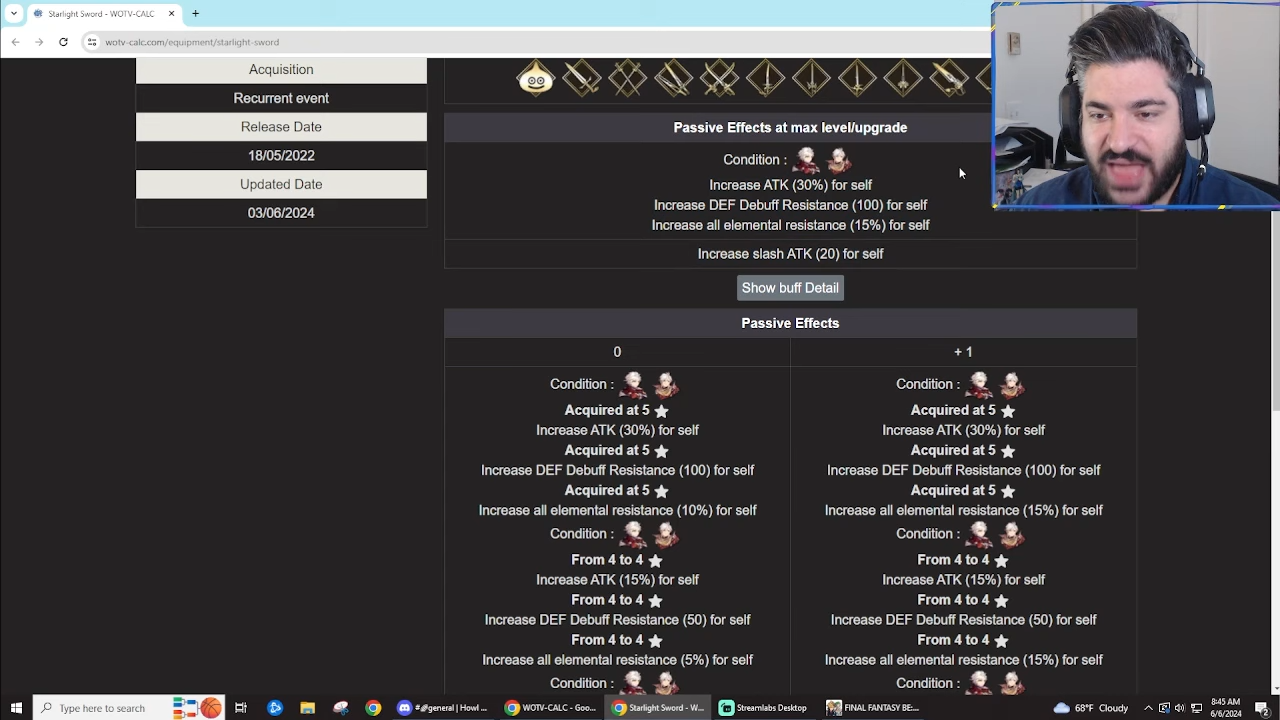 Starlight Sword - WOTV-CALC
wotv-calc.com/equipment/starlight-sword
Acquisition
Recurrent event
Release Date
18/05/2022
Updated Date
03/06/2024
Passive Effects at max level/upgrade
Condition :
Increase ATK (30%) for self
Increase DEF Debuff Resistance (100) for self
Increase all elemental resistance (15%) for self
Increase slash ATK (20) for self
Show buff Detail
Passive Effects
0
+ 1
Condition :
Acquired at 5
Increase ATK (30%) for self
Acquired at 5
Increase DEF Debuff Resistance (100) for self
Acquired at 5
Increase all elemental resistance (10%) for self
Condition :
From 4 to 4
Increase ATK (15%) for self
From 4 to 4
Increase DEF Debuff Resistance (50) for self
From 4 to 4
Increase all elemental resistance (5%) for self
Condition :
Condition :
Acquired at 5
Increase ATK (30%) for self
Acquired at 5
Increase DEF Debuff Resistance (100) for self
Acquired at 5
Increase all elemental resistance (15%) for self
Condition :
From 4 to 4
Increase ATK (15%) for self
From 4 to 4
Increase DEF Debuff Resistance (50) for self
From 4 to 4
Increase all elemental resistance (15%) for self
Condition :
Type here to search
#general | Howl ...
WOTV-CALC - Goo...
Starlight Sword - W...
Streamlabs Desktop
FINAL FANTASY BE:...
68°F Cloudy
8:45 AM
6/6/2024
2